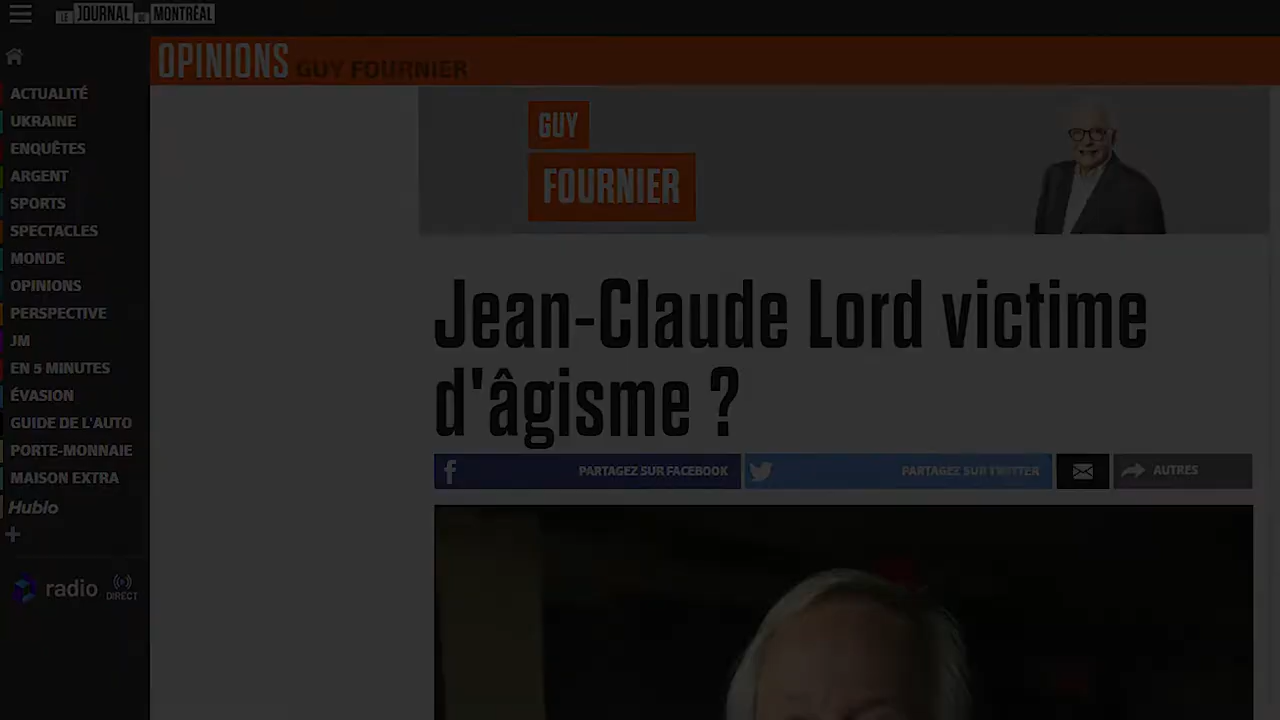 LE JOURNAL DE MONTRÉAL
OPINIONS GUY FOURNIER
ACTUALITÉ
UKRAINE
ENQUÊTES
ARGENT
SPORTS
SPECTACLES
MONDE
OPINIONS
PERSPECTIVE
JM
EN 5 MINUTES
ÉVASION
GUIDE DE L'AUTO
PORTE-MONNAIE
MAISON EXTRA
Hubio
radio DIRECT
GUY
FOURNIER
Jean-Claude Lord victime
d'âgisme ?
PARTAGEZ SUR FACEBOOK PARTAGEZ SUR TWITTER AUTRES